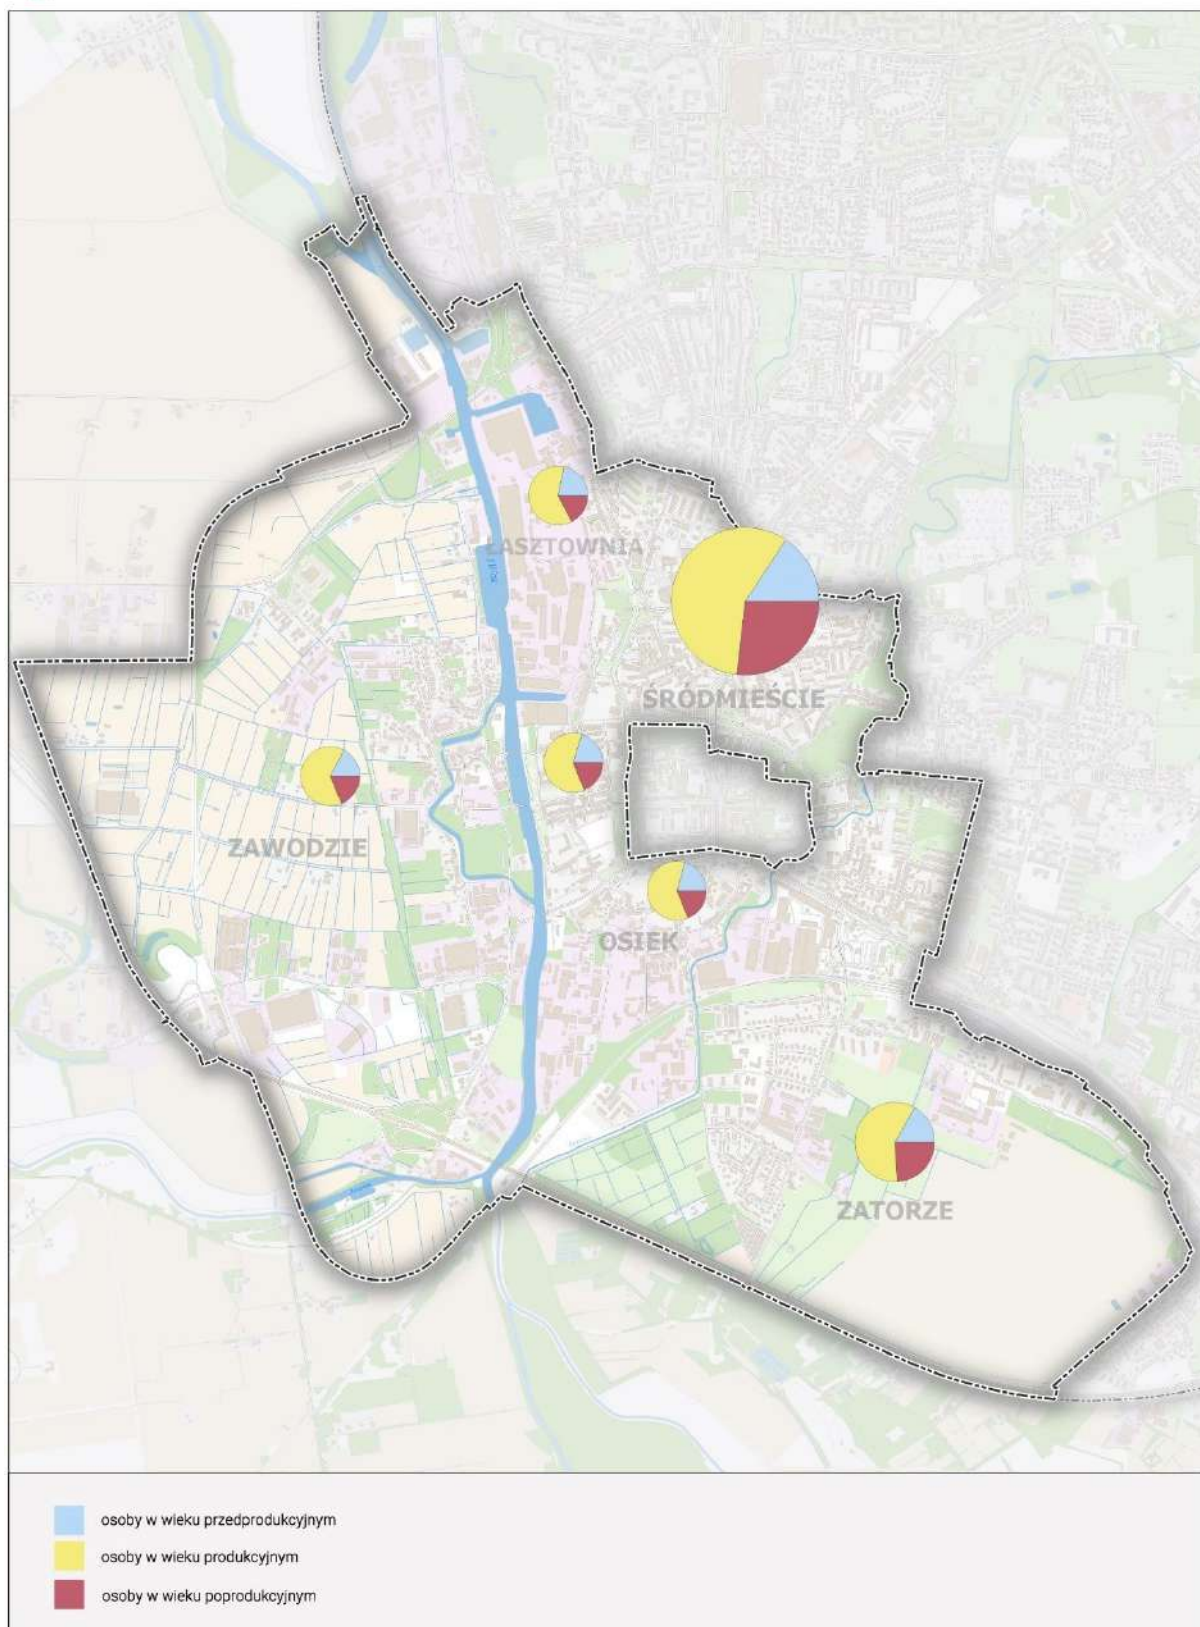 ŁASZTOWNIA
ŚRÓDMIEŚCIE
ZAWODZIE
OSIEK
ZATORZE
osoby w wieku przedprodukcyjnym
osoby w wieku produkcyjnym
osoby w wieku poprodukcyjnym